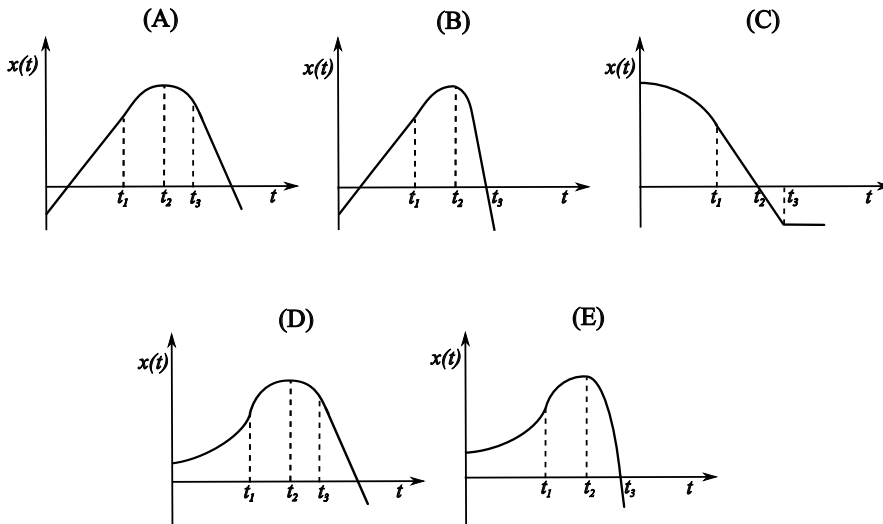 (A)
x(t)
t₁
t₂
t₃
t
(B)
x(t)
t₁
t₂
t₃
t
(C)
x(t)
t₁
t₂
t₃
t
(D)
x(t)
t₁
t₂
t₃
t
(E)
x(t)
t₁
t₂
t₃
t